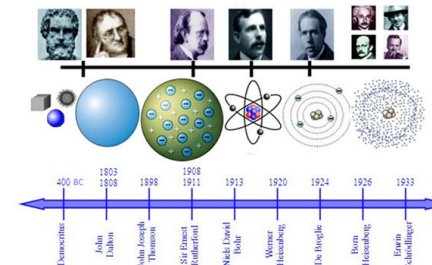 1803
1908
400 BC
1808
1898
1911
1913
1920
1924
1926
1933
Democritus
John
Dalton
John Joseph
Thomson
Sir Ernest
Rutherford
Niels David
Bohr
Werner
Heisenberg
De Broglie
Born
Heisenberg
Erwin
Schrödinger